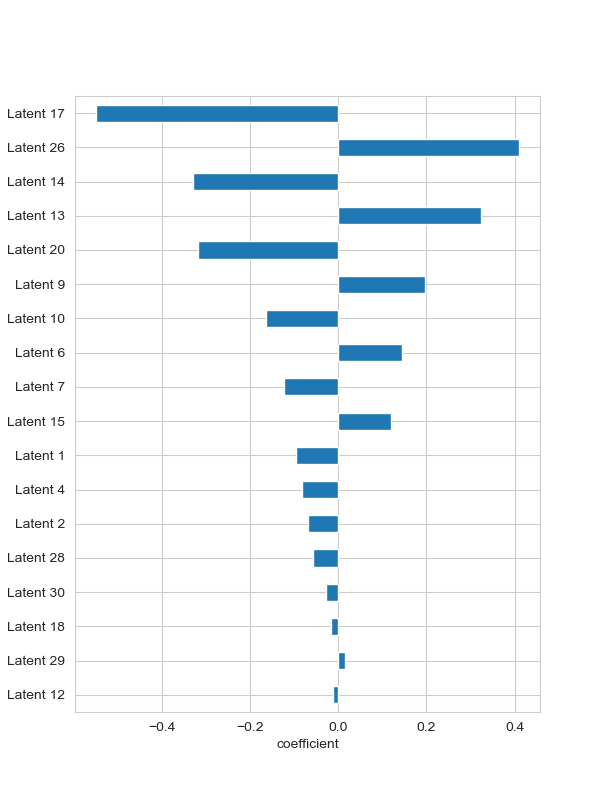 Latent 17
Latent 26
Latent 14
Latent 13
Latent 20
Latent 9
Latent 10
Latent 6
Latent 7
Latent 15
Latent 1
Latent 4
Latent 2
Latent 28
Latent 30
Latent 18
Latent 29
Latent 12
−0.4 −0.2 0.0 0.2 0.4
coefficient